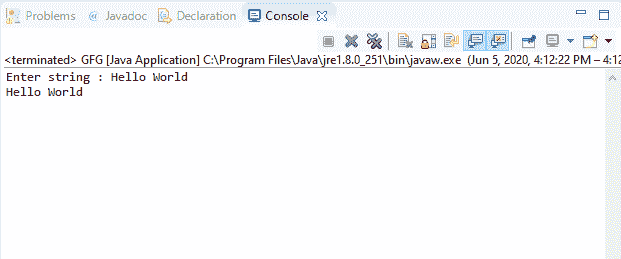 Problems @ Javadoc Declaration Console
<terminated> GFG [Java Application] C:\Program Files\Java\jre1.8.0_251\bin\javaw.exe (Jun 5, 2020, 4:12:22 PM – 4:12
Enter string : Hello World
Hello World